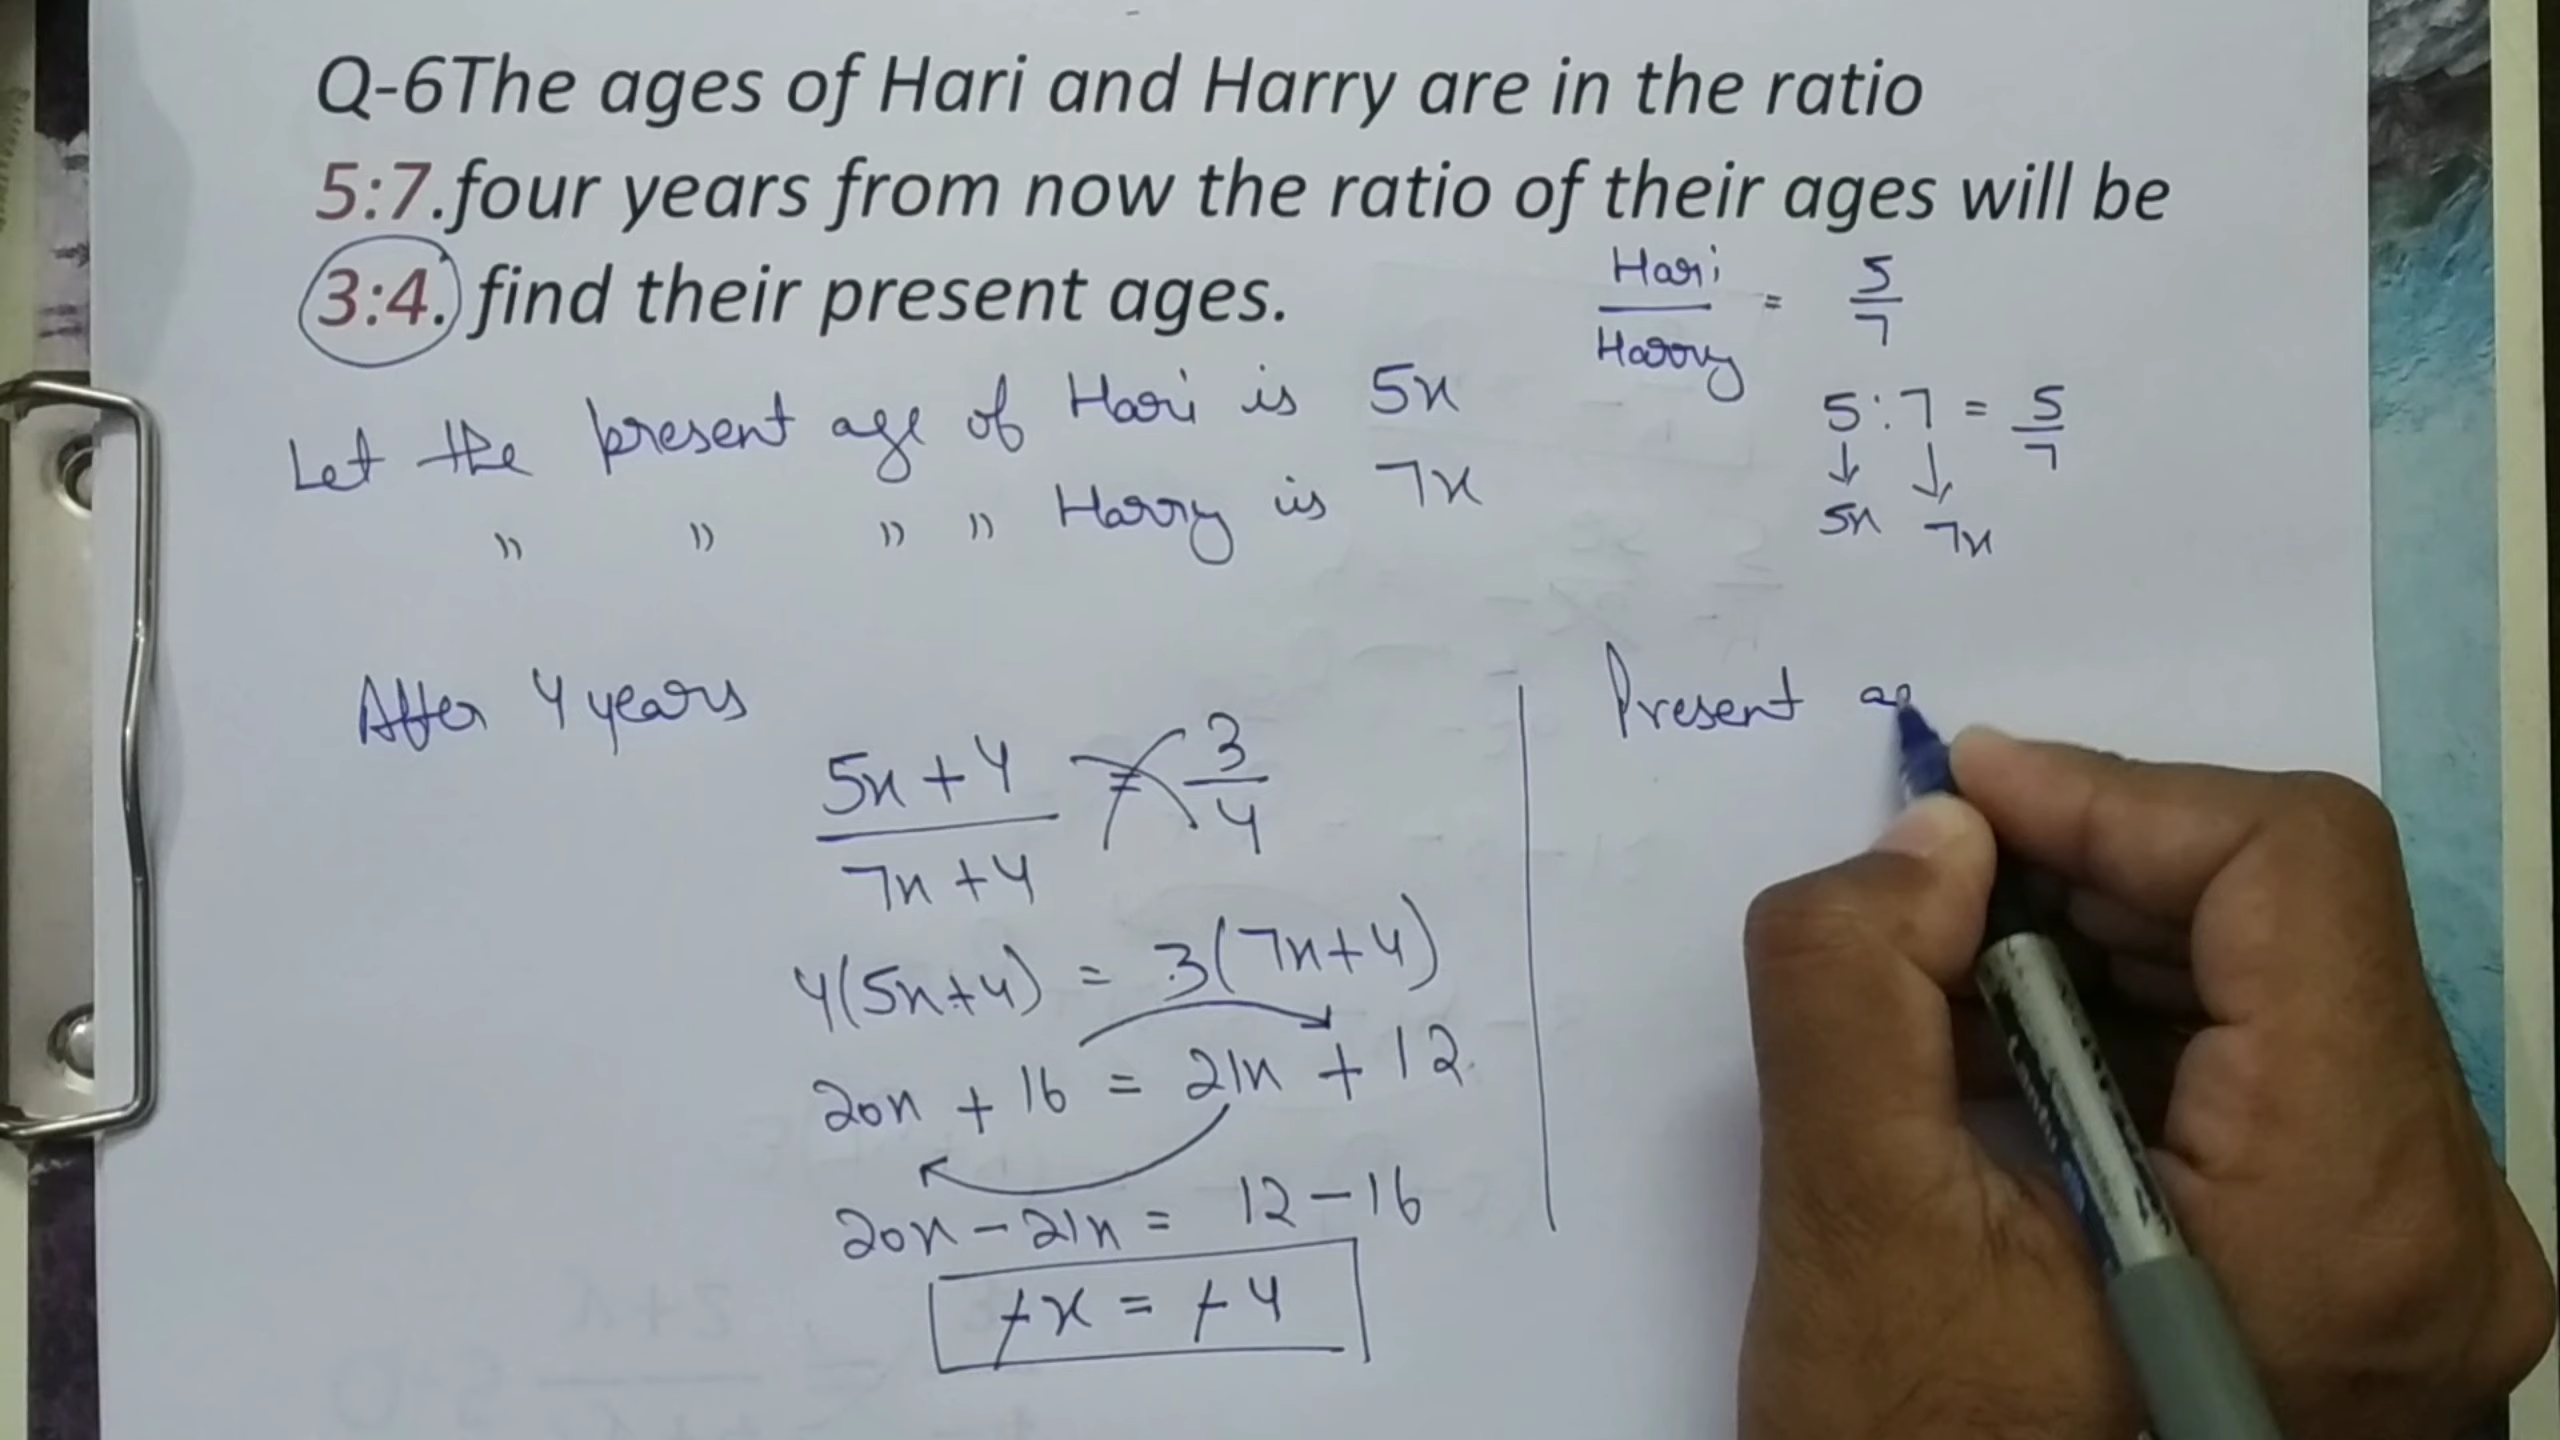 Q-6The ages of Hari and Harry are in the ratio
5:7.four years from now the ratio of their ages will be
3:4. find their present ages.
Hari / Harry = 5/7
Let the present age of Hari is 5x
" " " " Harry is 7x
5:7 = 5/7
↓ ↓
5x 7x
After 4 years
(5x+4)/(7x+4) = 3/4
4(5x+4) = 3(7x+4)
20x + 16 = 21x + 12
20x - 21x = 12 - 16
-x = -4
Present ag